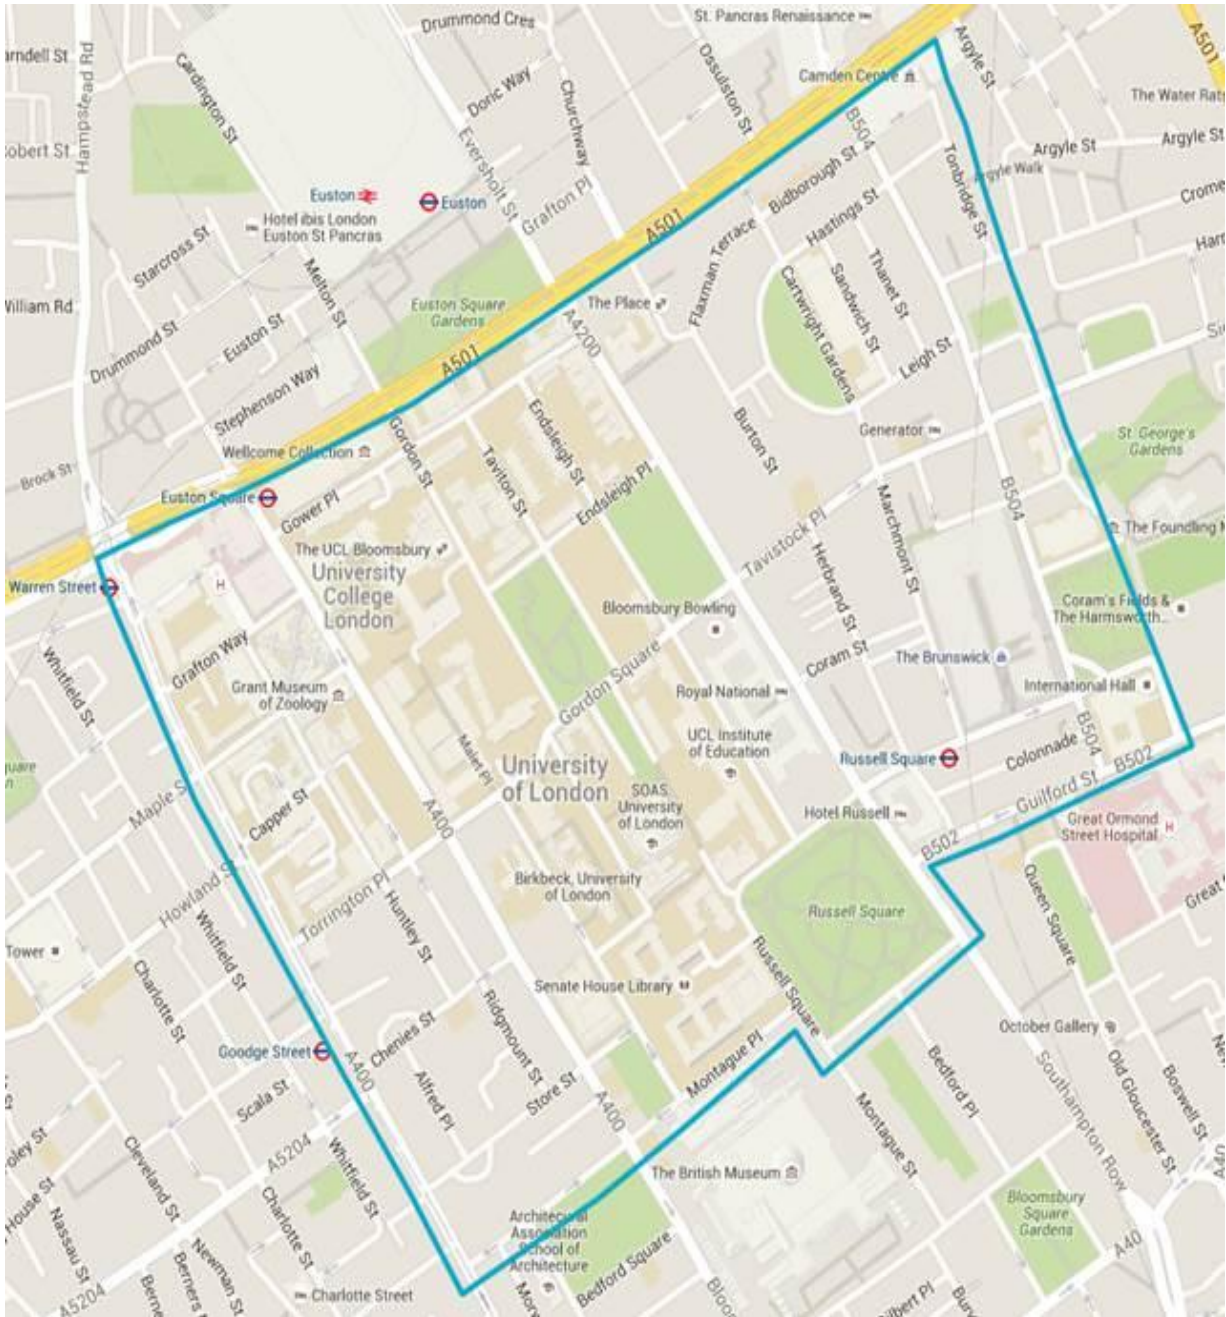 Drummond Cres
St. Pancras Renaissance
A501
Hampstead Rd
Cardington St
Doric Way
Churchway
Ossulston St
Camden Centre
Argyle St
The Water Rats
Eversholt St
B504
Argyle St
Argyle St
Argyle Walk
Tonbridge St
Bidborough St
Euston
Euston
Hotel ibis London
Euston St Pancras
Grafton Pl
A501
Hastings St
Starcross St
Melton St
Flaxman Terrace
Thanet St
Sandwich St
Cartwright Gardens
William Rd
Euston Square
Gardens
The Place
A4200
Drummond St
Euston St
A501
Leigh St
Stephenson Way
Endsleigh St
Burton St
Generator
St. George's
Gardens
Wellcome Collection
Gordon St
Taviton St
Brock St
Euston Square
Gower Pl
Endsleigh Pl
B504
Marchmont St
The UCL Bloomsbury
Tavistock Pl
Herbrand St
The Foundling
University
College
London
Warren Street
H
Bloomsbury Bowling
Coram's Fields &
The Harmsworth...
Grafton Way
Whitfield St
Coram St
The Brunswick
Grant Museum
of Zoology
Gordon Square
Royal National
International Hall
UCL Institute
of Education
B504
Malet Pl
University
of London
Russell Square
Colonnade
B502
Maple St
Capper St
A400
SOAS,
University
of London
Hotel Russell
Guilford St
B502
Great Ormond
Street Hospital
H
Howland St
Torrington Pl
Huntley St
Birkbeck, University
of London
Russell Square
Queen Square
Tower
Whitfield St
Charlotte St
Senate House Library
Russell Square
October Gallery
Goodge Street
A400
Chenies St
Ridgmount St
Alfred Pl
Store St
Montague Pl
Bedford Pl
Southampton Row
Old Gloucester St
Boswell St
Scala St
A400
Montague St
A5204
Cleveland St
Whitfield St
The British Museum
Nassau St
Charlotte St
Newman St
Architectural
Association
School of
Architecture
Bedford Square
Bloomsbury
Square
Gardens
A40
A40
A5204
Charlotte Street